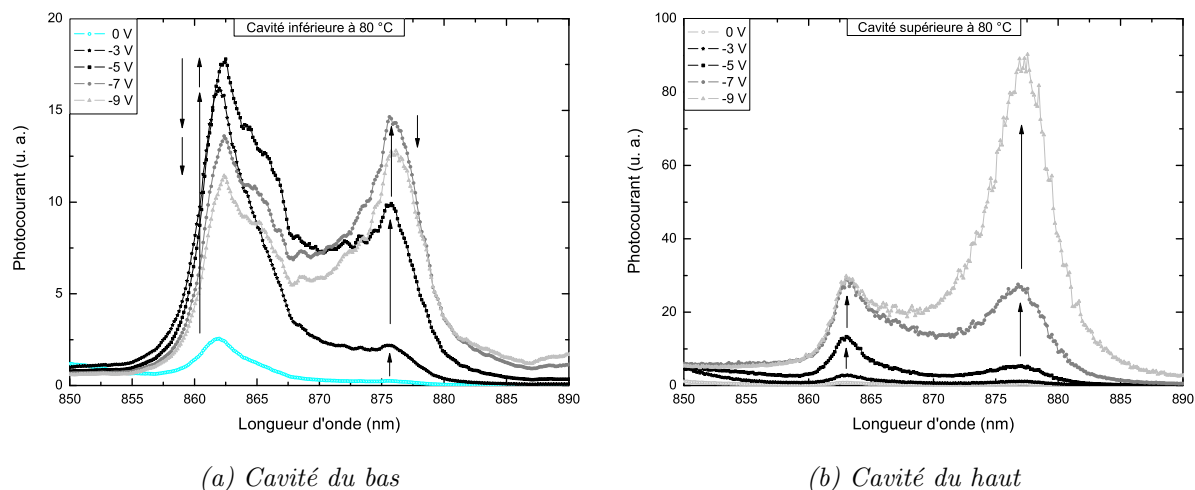 Cavité inférieure à 80 °C
0 V
-3 V
-5 V
-7 V
-9 V
20
15
10
5
0
Photocourant (u. a.)
850 855 860 865 870 875 880 885 890
Longueur d'onde (nm)
(a) Cavité du bas
Cavité supérieure à 80 °C
0 V
-3 V
-5 V
-7 V
-9 V
100
80
60
40
20
0
Photocourant (u. a.)
850 855 860 865 870 875 880 885 890
Longueur d'onde (nm)
(b) Cavité du haut